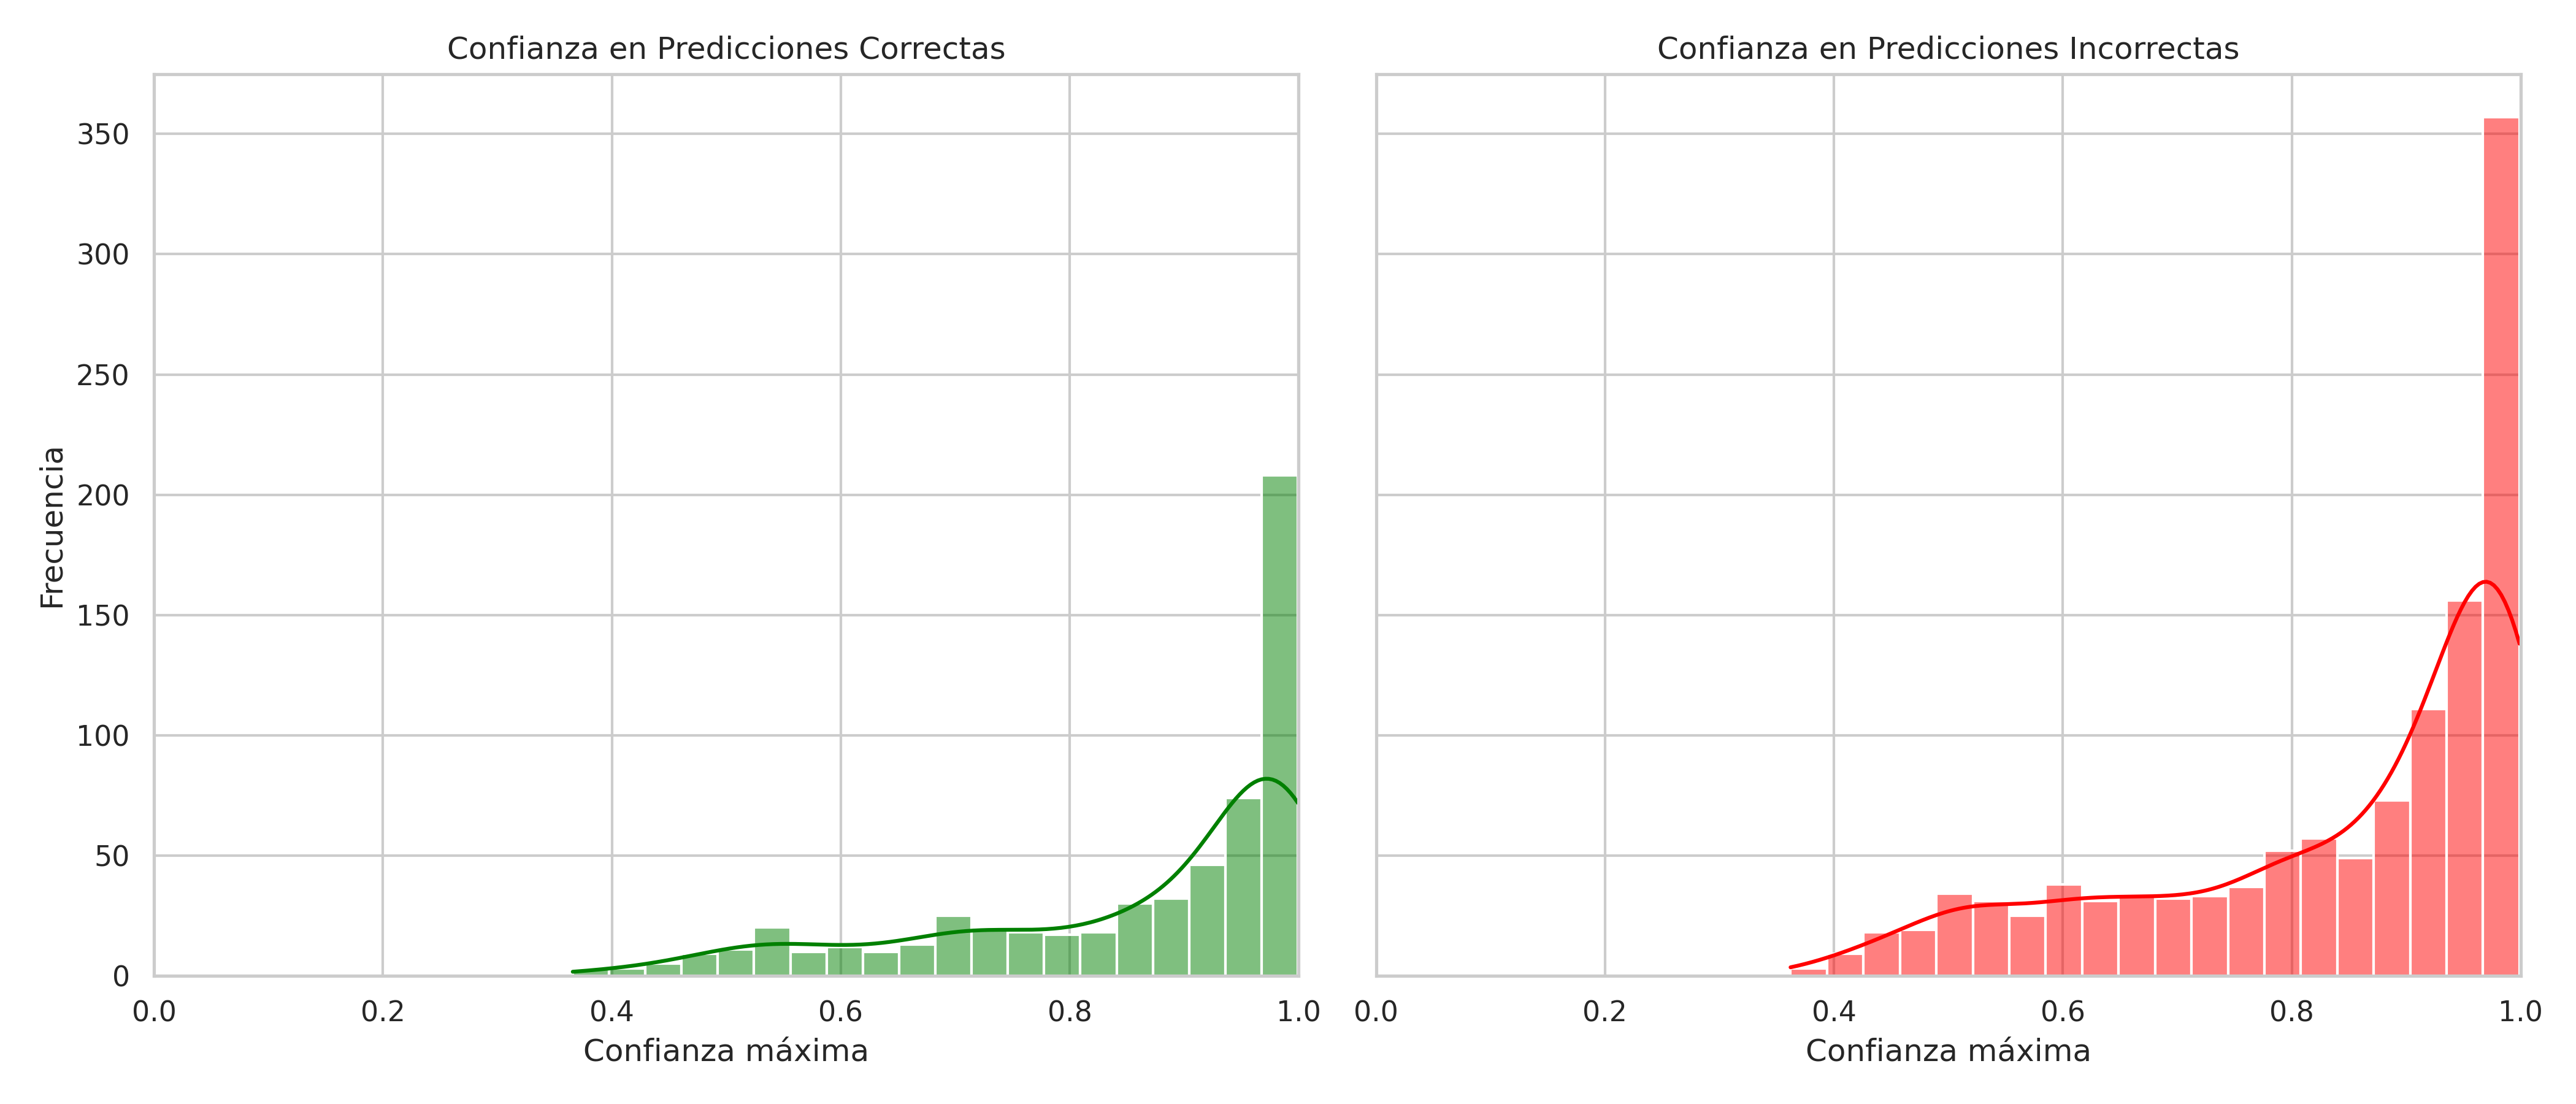 Confianza en Predicciones Correctas
Confianza en Predicciones Incorrectas
350
300
250
200
150
100
50
0
Frecuencia
0.0 0.2 0.4 0.6 0.8 1.0
0.0 0.2 0.4 0.6 0.8 1.0
Confianza máxima
Confianza máxima